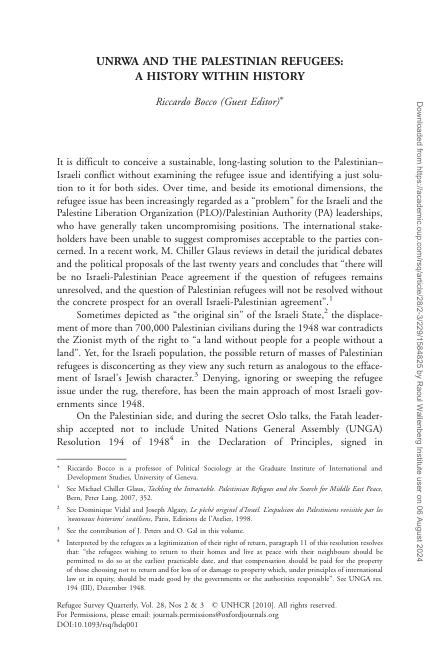 UNRWA AND THE PALESTINIAN REFUGEES:
A HISTORY WITHIN HISTORY
Riccardo Bocco (Guest Editor)*
It is difficult to conceive a sustainable, long-lasting solution to the Palestinian–
Israeli conflict without examining the refugee issue and identifying a just solu-
tion to it for both sides. Over time, and beside its emotional dimensions, the
refugee issue has been increasingly regarded as a “problem” for the Israeli and the
Palestine Liberation Organization (PLO)/Palestinian Authority (PA) leaderships,
who have generally taken uncompromising positions. The international stake-
holders have been unable to suggest compromises acceptable to the parties con-
cerned. In a recent work, M. Chiller Glaus reviews in detail the juridical debates
and the political proposals of the last twenty years and concludes that “there will
be no Israeli-Palestinian Peace agreement if the question of refugees remains
unresolved, and the question of Palestinian refugees will not be resolved without
the concrete prospect for an overall Israeli-Palestinian agreement”.1
Sometimes depicted as “the original sin” of the Israeli State,2 the displace-
ment of more than 700,000 Palestinian civilians during the 1948 war contradicts
the Zionist myth of the right to “a land without people for a people without a
land”. Yet, for the Israeli population, the possible return of masses of Palestinian
refugees is disconcerting as they view any such return as analogous to the efface-
ment of Israel’s Jewish character.3 Denying, ignoring or sweeping the refugee
issue under the rug, therefore, has been the main approach of most Israeli gov-
ernments since 1948.
On the Palestinian side, and during the secret Oslo talks, the Fatah leader-
ship accepted not to include United Nations General Assembly (UNGA)
Resolution 194 of 19484 in the Declaration of Principles, signed in
* Riccardo Bocco is a professor of Political Sociology at the Graduate Institute of International and
Development Studies, University of Geneva.
1 See Michael Chiller Glaus, Tackling the Intractable. Palestinian Refugees and the Search for Middle East Peace,
Bern, Peter Lang, 2007, 352.
2 See Dominique Vidal and Joseph Algazy, Le péché originel d’Israël. L’expulsion des Palestiniens revisitée par les
‘nouveaux historiens’ israéliens, Paris, Editions de l’Atelier, 1998.
3 See the contribution of J. Peters and O. Gal in this volume.
4 Interpreted by the refugees as a legitimization of their right of return, paragraph 11 of this resolution resolves
that: “the refugees wishing to return to their homes and live at peace with their neighbours should be
permitted to do so at the earliest practicable date, and that compensation should be paid for the property
of those choosing not to return and for loss of or damage to property which, under principles of international
law or in equity, should be made good by the governments or the authorities responsible”. See UNGA res.
194 (III), December 1948.
Refugee Survey Quarterly, Vol. 28, Nos 2 & 3 © UNHCR [2010]. All rights reserved.
For Permissions, please email: journals.permissions@oxfordjournals.org
DOI:10.1093/rsq/hdq001
Downloaded from https://academic.oup.com/rsq/article/28/2-3/229/1584825 by Raoul Wallenberg Institute user on 06 August 2024